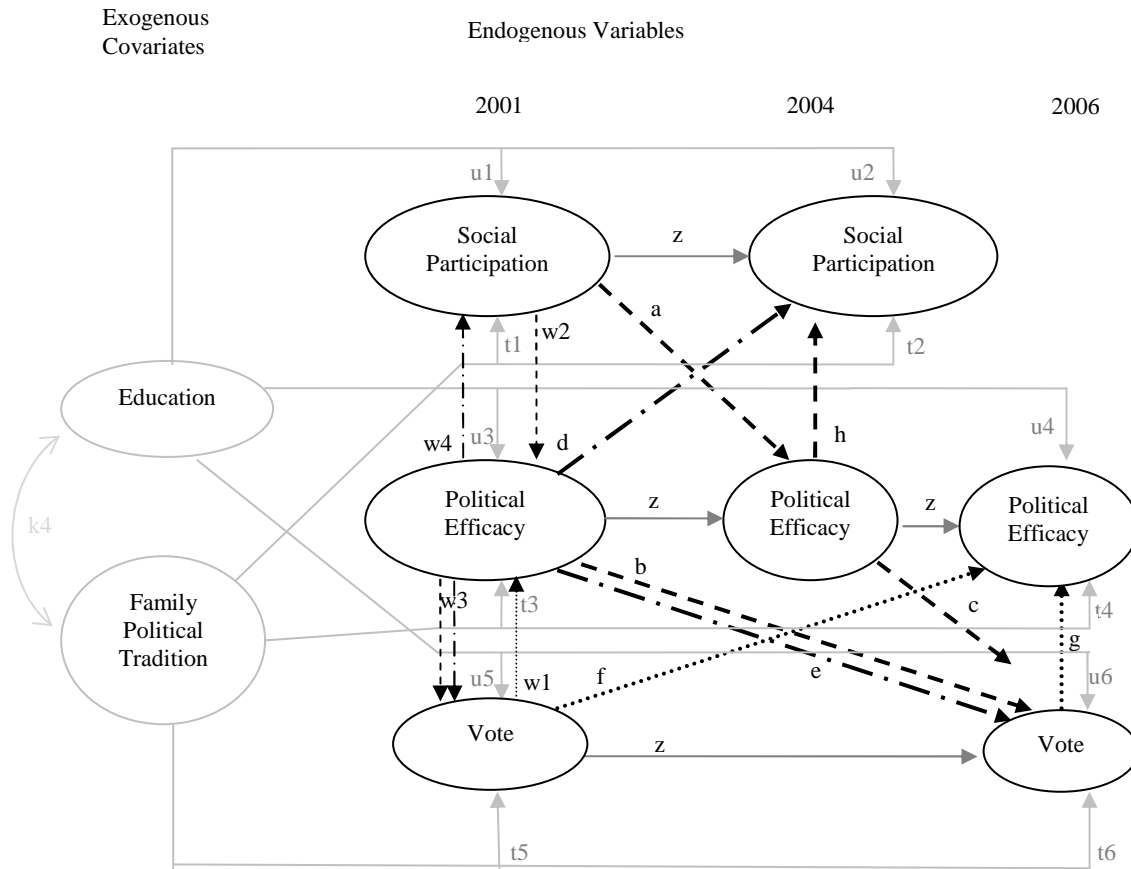 Exogenous
Covariates
Endogenous Variables
2001
2004
2006
u1
u2
Social
Participation
z
Social
Participation
a
w2
t1
t2
Education
w4
u3
d
h
u4
Political
Efficacy
z
Political
Efficacy
z
Political
Efficacy
k4
b
w3
t3
c
t4
Family
Political
Tradition
g
u5
w1
f
e
u6
Vote
z
Vote
t5
t6